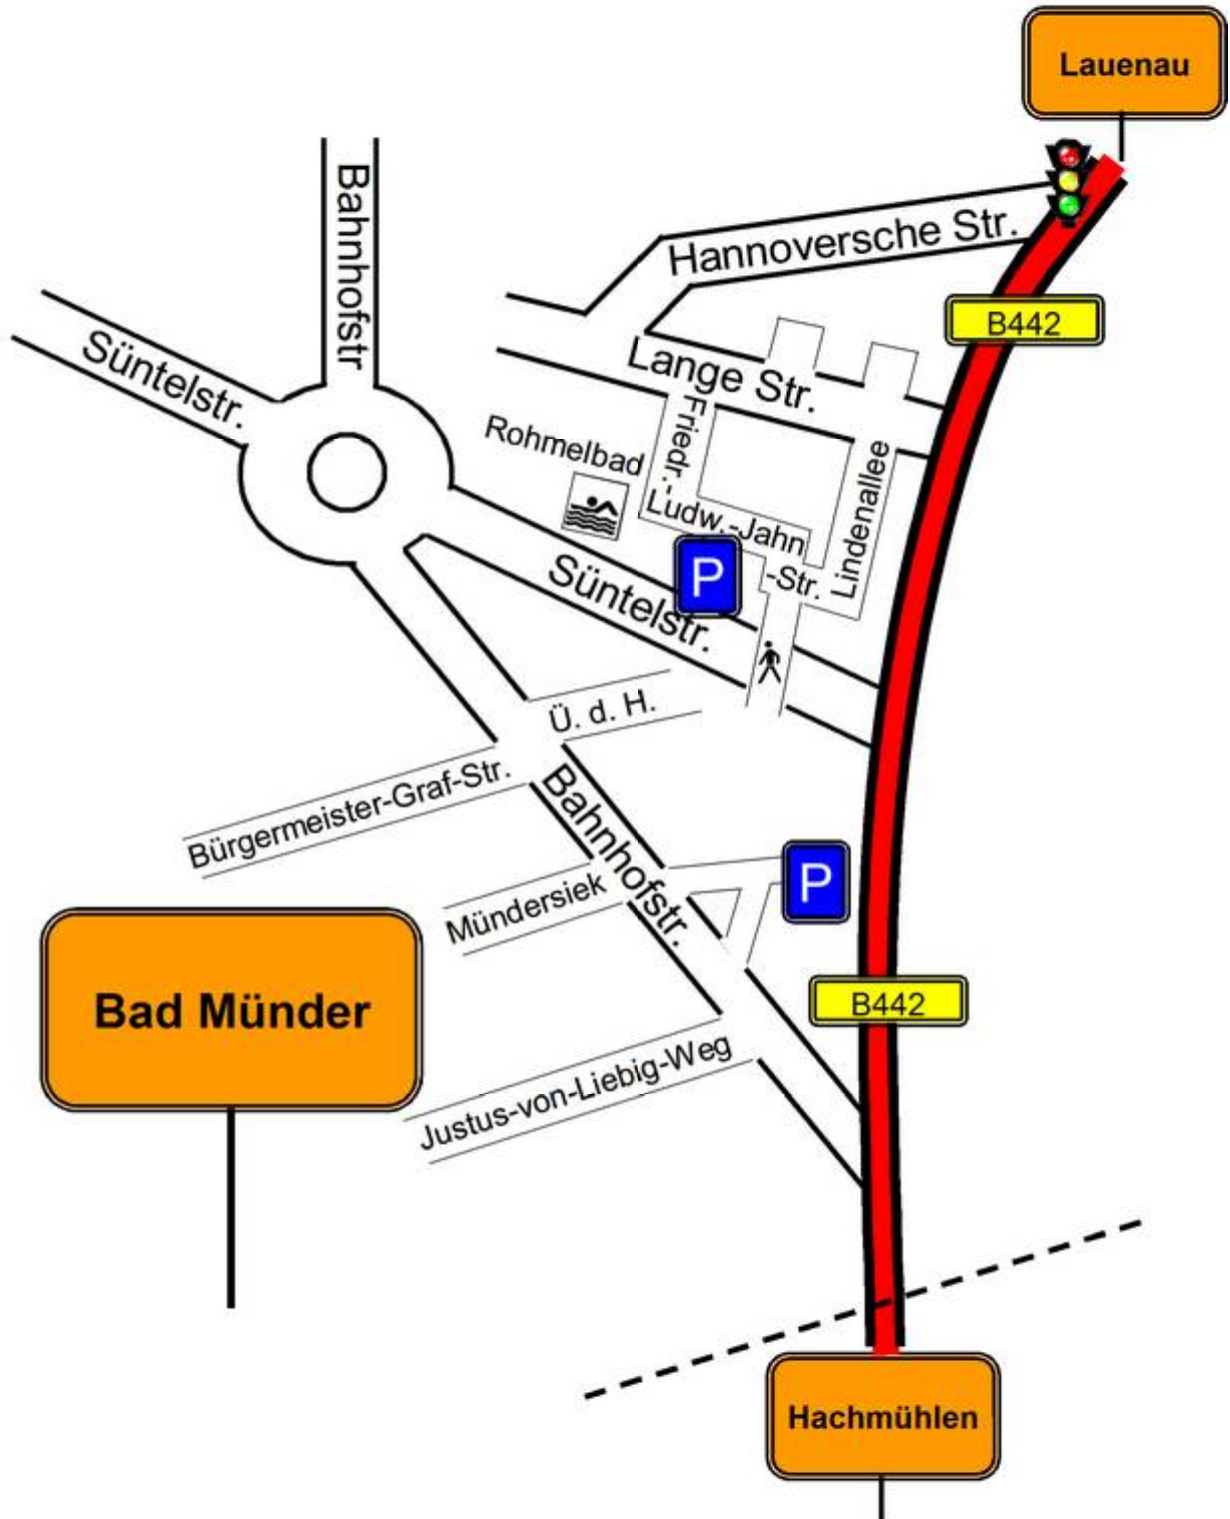 Lauenau
Bahnhofstr
Hannoversche Str.
B442
Süntelstr.
Lange Str.
Friedr.-
Rohmelbad
Lindenallee
Ludw.-Jahn
-Str.
P
Süntelstr.
Ü. d. H.
Bürgermeister-Graf-Str.
Bahnhofstr.
P
Mündersiek
Bad Münder
B442
Justus-von-Liebig-Weg
Hachmühlen